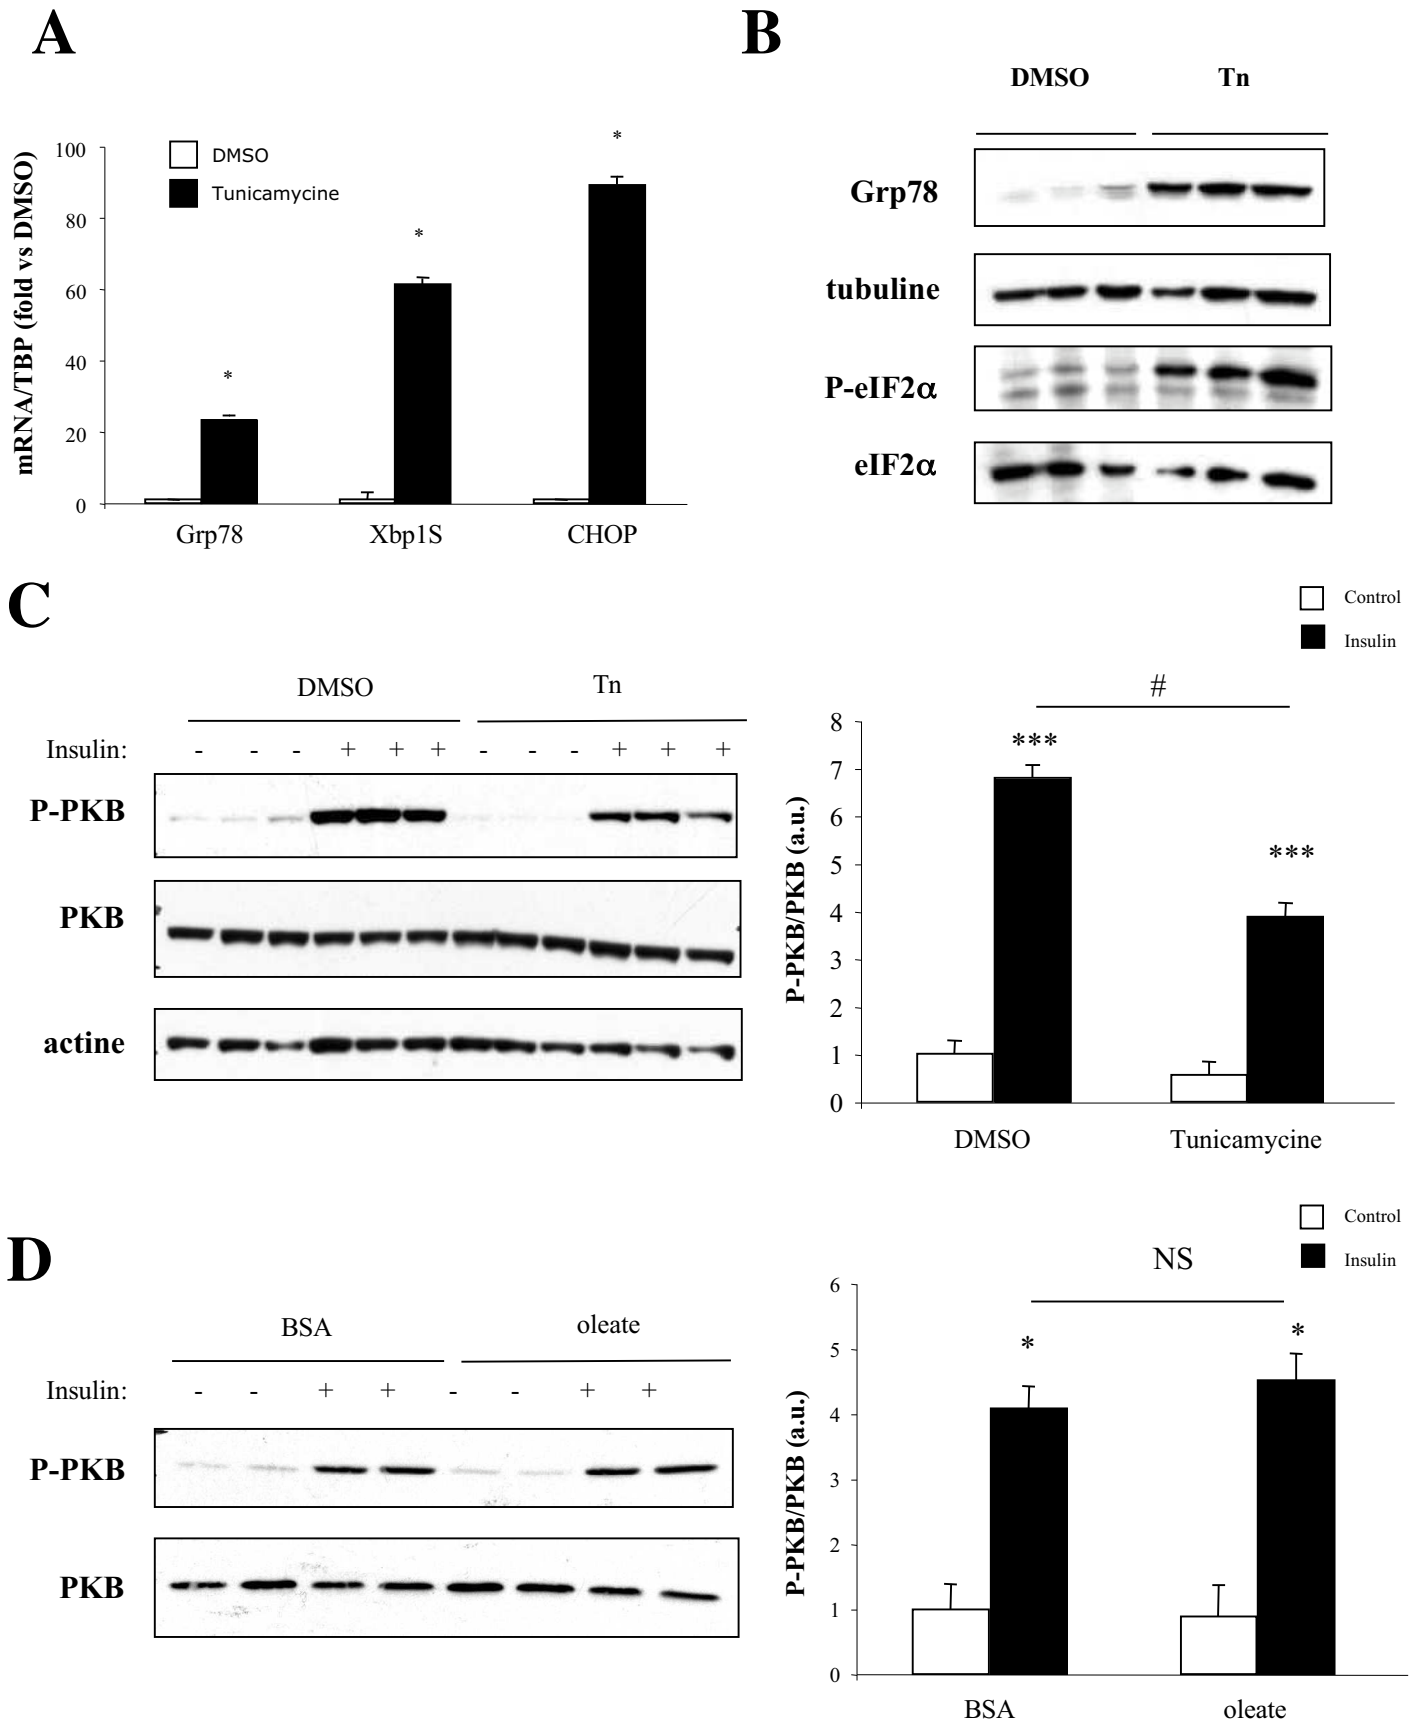 A
mRNA/TBP (fold vs DMSO)
100
80
60
40
20
0
DMSO
Tunicamycine
*
*
*
Grp78 Xbp1S CHOP
B
DMSO Tn
Grp78
tubuline
P-eIF2α
eIF2α
C
DMSO Tn
Insulin: - - - + + + - - - + + +
P-PKB
PKB
actine
Control
Insulin
#
P-PKB/PKB (a.u.)
8
7
6
5
4
3
2
1
0
***
***
DMSO Tunicamycine
D
BSA oleate
Insulin: - - + + - - + +
P-PKB
PKB
Control
Insulin
NS
P-PKB/PKB (a.u.)
6
5
4
3
2
1
0
*
*
BSA oleate